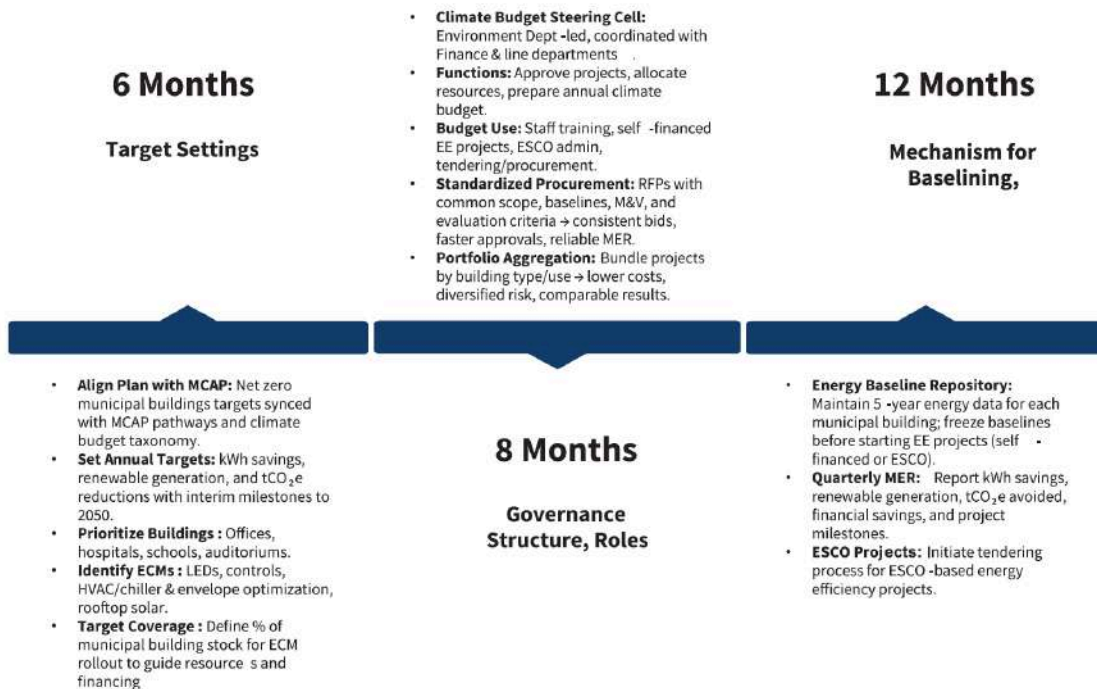 6 Months
Target Settings
• Align Plan with MCAP: Net zero
municipal buildings targets synced
with MCAP pathways and climate
budget taxonomy.
• Set Annual Targets: kWh savings,
renewable generation, and tCO₂e
reductions with interim milestones to
2050.
• Prioritize Buildings : Offices,
hospitals, schools, auditoriums.
• Identify ECMs : LEDs, controls,
HVAC/chiller & envelope optimization,
rooftop solar.
• Target Coverage : Define % of
municipal building stock for ECM
rollout to guide resource s and
financing
• Climate Budget Steering Cell:
Environment Dept -led, coordinated with
Finance & line departments .
• Functions: Approve projects, allocate
resources, prepare annual climate
budget.
• Budget Use: Staff training, self -financed
EE projects, ESCO admin,
tendering/procurement.
• Standardized Procurement: RFPs with
common scope, baselines, M&V, and
evaluation criteria → consistent bids,
faster approvals, reliable MER.
• Portfolio Aggregation: Bundle projects
by building type/use → lower costs,
diversified risk, comparable results.
8 Months
Governance
Structure, Roles
12 Months
Mechanism for
Baselining,
• Energy Baseline Repository:
Maintain 5 -year energy data for each
municipal building; freeze baselines
before starting EE projects (self -
financed or ESCO).
• Quarterly MER: Report kWh savings,
renewable generation, tCO₂e avoided,
financial savings, and project
milestones.
• ESCO Projects: Initiate tendering
process for ESCO -based energy
efficiency projects.